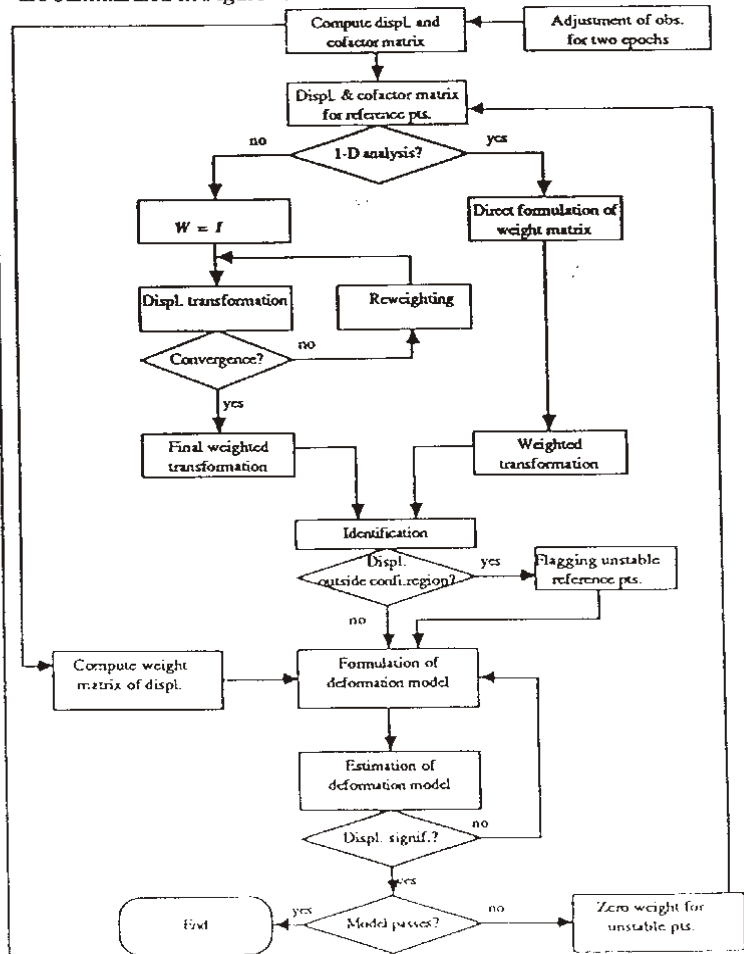 Compute displ. and
cofactor matrix
Adjustment of obs.
for two epochs
Displ. & cofactor matrix
for reference pts.
no
1-D analysis?
yes
W = I
Direct formulation of
weight matrix
Displ. transformation
Reweighting
Convergence?
no
yes
Final weighted
transformation
Weighted
transformation
Identification
Displ.
outside confi.region?
yes
Flagging unstable
reference pts.
no
Compute weight
matrix of displ.
Formulation of
deformation model
Estimation of
deformation model
Displ. signif.?
no
yes
End
yes
Model passes?
no
Zero weight for
unstable pts.